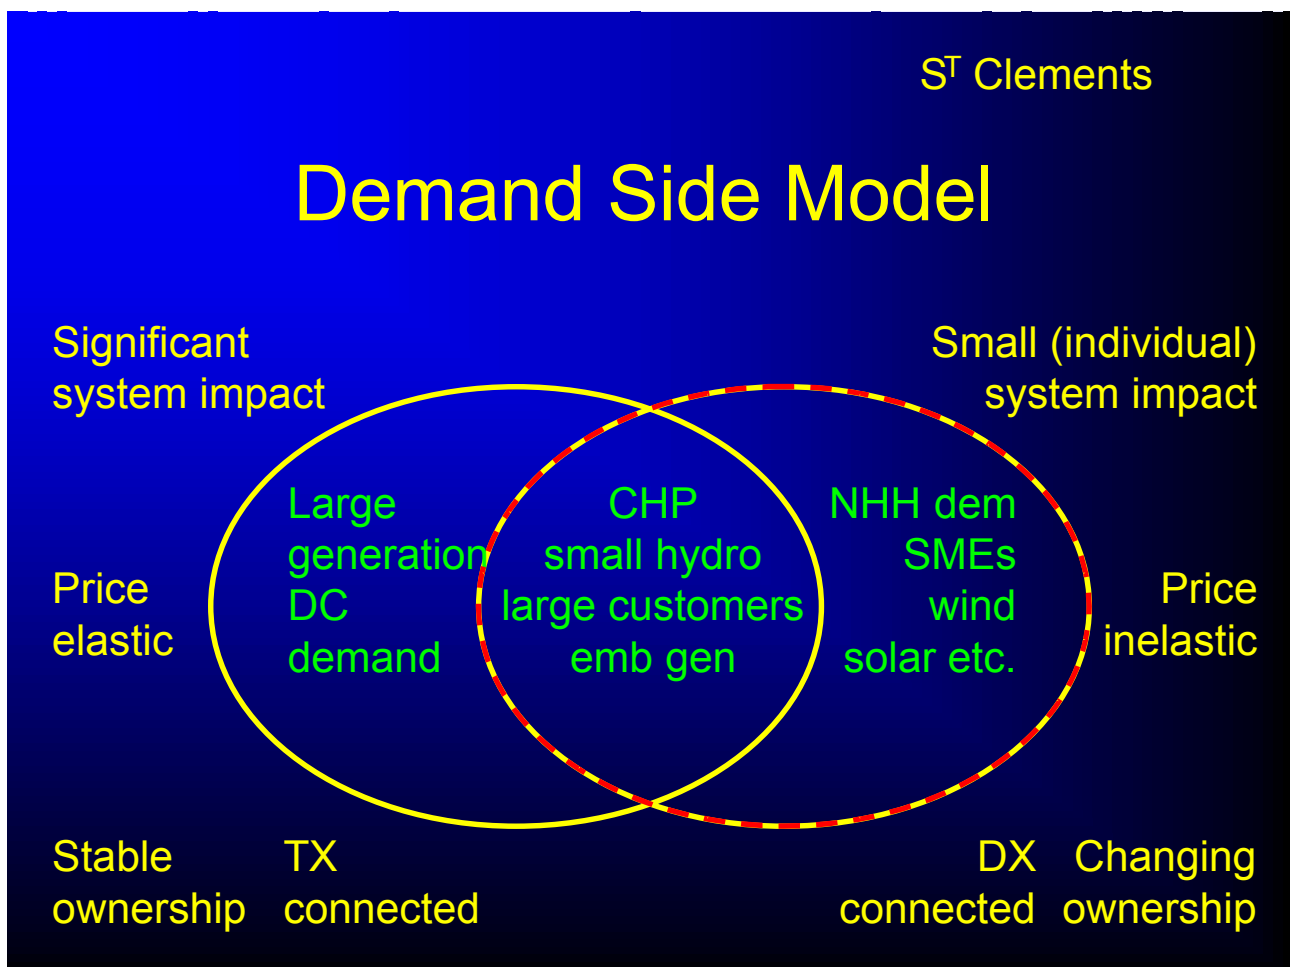 Sᵀ Clements
Demand Side Model
Significant
system impact
Small (individual)
system impact
Large
generation
DC
demand
CHP
small hydro
large customers
emb gen
NHH dem
SMEs
wind
solar etc.
Price
elastic
Price
inelastic
Stable
ownership
TX
connected
DX
connected
Changing
ownership